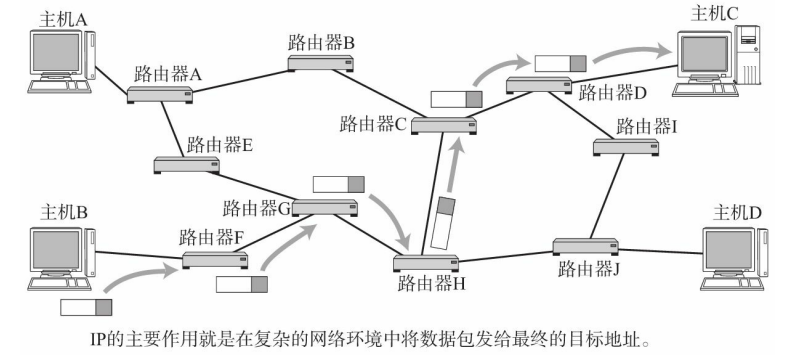 主机A
主机C
路由器B
路由器A
路由器D
路由器C
路由器I
路由器E
主机B
路由器G
主机D
路由器F
路由器H
路由器J
IP的主要作用就是在复杂的网络环境中将数据包发给最终的目标地址。